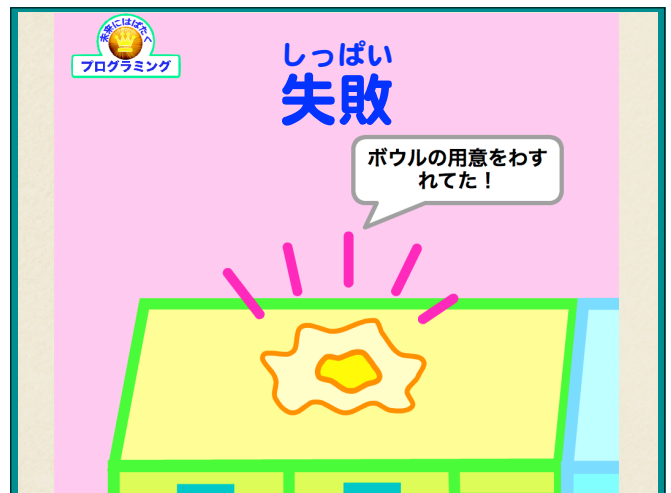 未来にはばたく
プログラミング
しっぱい
失敗
ボウルの用意をわす
れてた！